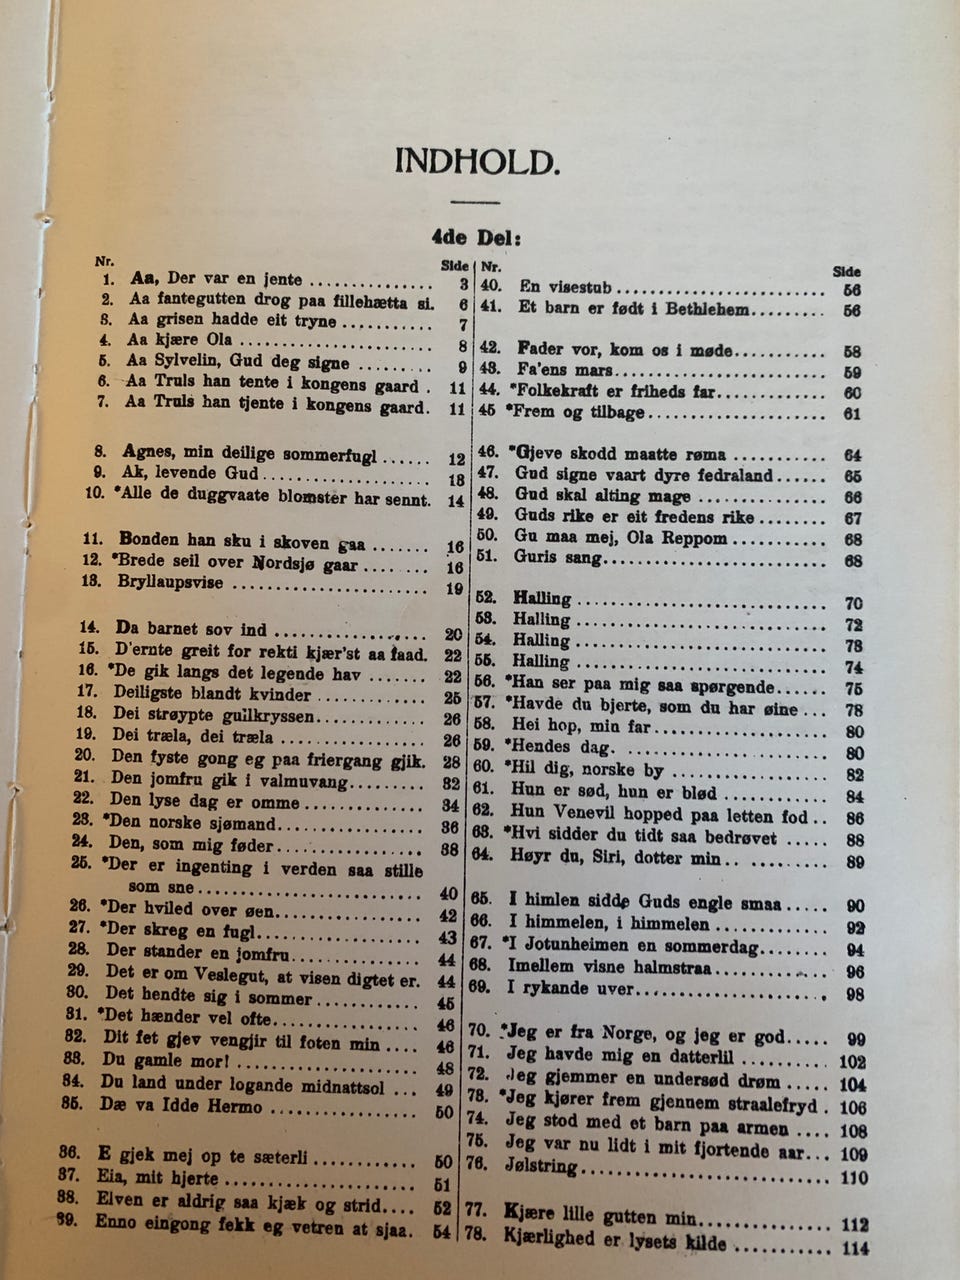 INDHOLD.
4de Del:
Nr. Side
1. Aa, Der var en jente ............... 3
2. Aa fantegutten drog paa fillehætta si. 6
3. Aa grisen hadde eit tryne ........... 7
4. Aa kjære Ola ....................... 8
5. Aa Sylvelin, Gud deg signe ......... 9
6. Aa Truls han tente i kongens gaard . 11
7. Aa Truls han tjente i kongens gaard. 11
8. Agnes, min deilige sommerfugl ...... 12
9. Ak, levende Gud .................... 13
10. *Alle de duggvaate blomster har sennt. 14
11. Bonden han sku i skoven gaa ....... 16
12. *Brede seil over Nordsjø gaar ........ 16
13. Bryllaupsvise ....................... 19
14. Da barnet sov ind .................. 20
15. D'ernte greit for rekti kjær'st aa faad. 22
16. *De gik langs det legende hav ....... 22
17. Deiligste blandt kvinder ............. 25
18. Dei strøypte guilkryssen............. 26
19. Dei træla, dei træla ................. 26
20. Den fyste gong eg paa friergang gjik. 28
21. Den jomfru gik i valmuvang......... 32
22. Den lyse dag er omme .............. 34
23. *Den norske sjømand................. 36
24. Den, som mig føder................. 38
25. *Der er ingenting i verden saa stille
som sne ........................... 40
26. *Der hviled over øen................. 42
27. *Der skreg en fugl................... 43
28. Der stander en jomfru............... 44
29. Det er om Veslegut, at visen digtet er. 44
30. Det hendte sig i sommer ............ 45
31. *Det hænder vel ofte................. 46
32. Dit fet gjev vengjir til foten min .... 46
33. Du gamle mor! ..................... 48
34. Du land under logande midnattsol ... 49
35. Dæ va Idde Hermo ................. 50
36. E gjek mej op te sæterli ............ 50
37. Eia, mit hjerte ...................... 51
38. Elven er aldrig saa kjæk og strid.... 52
39. Enno eingong fekk eg vetren at sjaa. 54
Nr. Side
40. En visestub ......................... 56
41. Et barn er født i Bethlehem......... 56
42. Fader vor, kom os i møde........... 58
43. Fa'ens mars ......................... 59
44. *Folkekraft er friheds far............. 60
45 *Frem og tilbage..................... 61
46. *Gjeve skodd maatte røma ........... 64
47. Gud signe vaart dyre fedraland...... 65
48. Gud skal alting mage ............... 66
49. Guds rike er eit fredens rike ........ 67
50. Gu maa mej, Ola Reppom ........... 68
51. Guris sang.......................... 68
52. Halling ............................. 70
53. Halling ............................. 72
54. Halling ............................. 73
55. Halling ............................. 74
56. *Han ser paa mig saa spørgende...... 75
57. *Havde du hjerte, som du har øine ... 78
58. Hei hop, min far.................... 80
59. *Hendes dag. ....................... 80
60. *Hil dig, norske by .................. 82
61. Hun er sød, hun er blød ............ 84
62. Hun Venevil hopped paa letten fod .. 86
63. *Hvi sidder du tidt saa bedrøvet ..... 88
64. Høyr du, Siri, dotter min.. ......... 89
65. I himlen sidde Guds engle smaa ..... 90
66. I himmelen, i himmelen ............. 92
67. *I Jotunheimen en sommerdag........ 94
68. Imellem visne halmstraa............. 96
69. I rykande uver...................... 98
70. *Jeg er fra Norge, og jeg er god..... 99
71. Jeg havde mig en datterlil .......... 102
72. Jeg gjemmer en undersød drøm ..... 104
73. *Jeg kjører frem gjennem straalefryd . 106
74. Jeg stod med et barn paa armen .... 108
75. Jeg var nu lidt i mit fjortende aar... 109
76. Jølstring............................. 110
77. Kjære lille gutten min............... 112
78. Kjærlighed er lysets kilde ........... 114